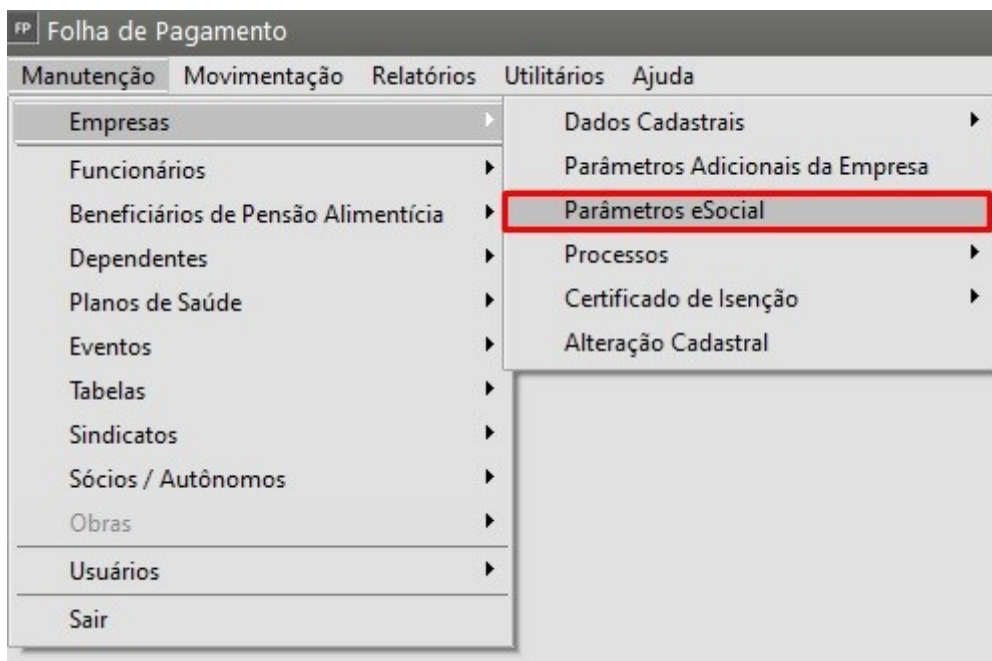 FP Folha de Pagamento
Manutenção Movimentação Relatórios Utilitários Ajuda
Empresas
Funcionários
Beneficiários de Pensão Alimentícia
Dependentes
Planos de Saúde
Eventos
Tabelas
Sindicatos
Sócios / Autônomos
Obras
Usuários
Sair
Dados Cadastrais
Parâmetros Adicionais da Empresa
Parâmetros eSocial
Processos
Certificado de Isenção
Alteração Cadastral